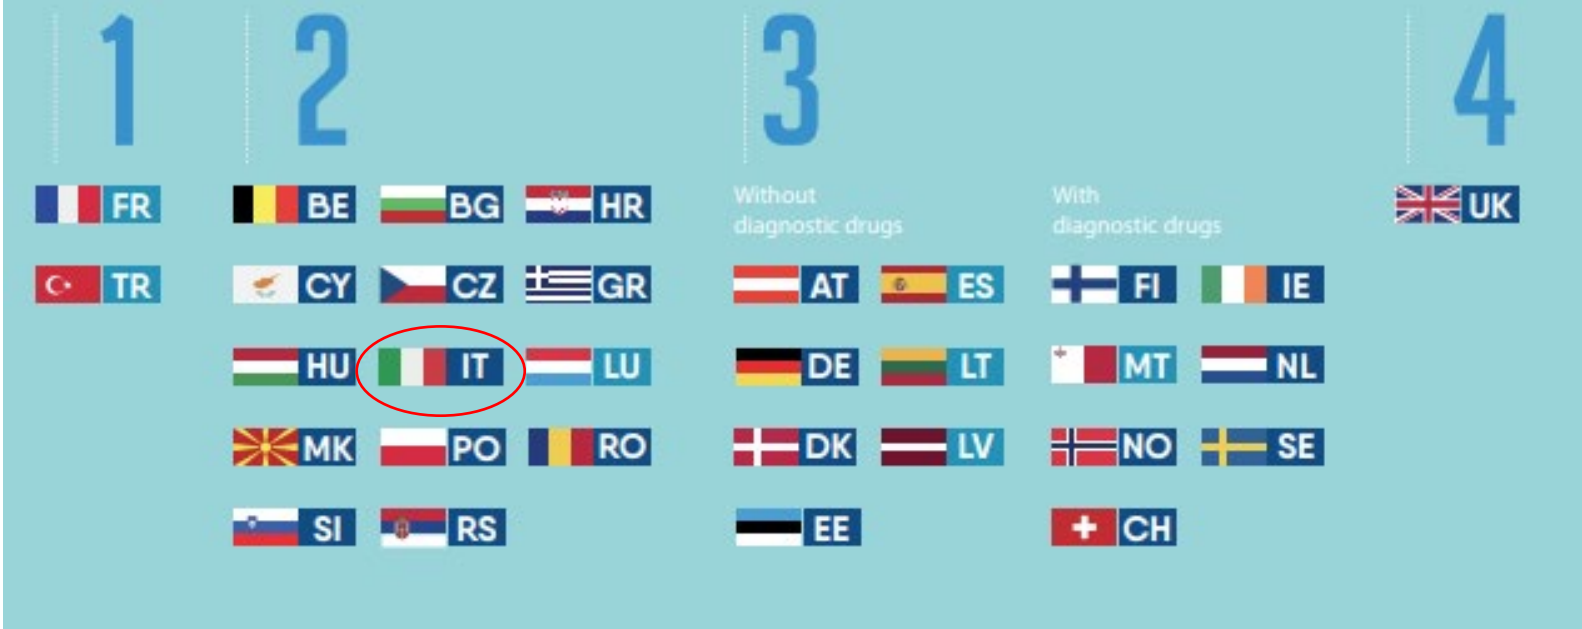 1 2 3 4
FR BE BG HR Without With UK
diagnostic drugs diagnostic drugs
TR CY CZ GR AT ES FI IE
HU IT LU DE LT MT NL
MK PO RO DK LV NO SE
SI RS EE CH